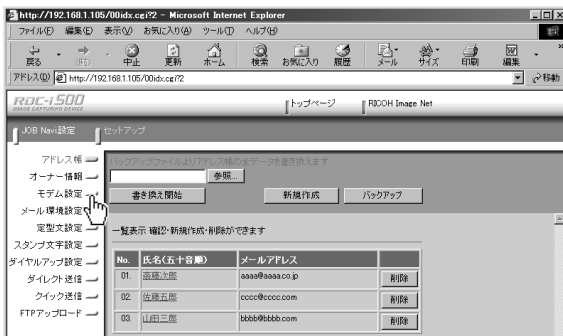 http://192.168.1.105/00idx.cgi?2 - Microsoft Internet Explorer
ファイル(F) 編集(E) 表示(V) お気に入り(A) ツール(T) ヘルプ(H)
戻る 進む 中止 更新 ホーム 検索 お気に入り 履歴 メール サイズ 印刷 編集 »
アドレス(D) http://192.168.1.105/00idx.cgi?2 移動
RDC-i500
IMAGE CAPTURING DEVICE
トップページ RICOH Image Net
JOB Navi設定 セットアップ
アドレス帳
オーナー情報
モデム設定
メール環境設定
定型文設定
スタンプ文字設定
ダイヤルアップ設定
ダイレクト送信
クイック送信
FTPアップロード
バックアップファイルよりアドレス帳の全データを書き換えます
参照...
書き換え開始 新規作成 バックアップ
一覧表示 確認・新規作成・削除ができます
No. 氏名(五十音順) メールアドレス
01. 斎藤次郎 aaaa@aaaa.co.jp 削除
02. 佐藤五郎 cccc@cccc.com 削除
03. 山田三郎 bbbb@bbbb.com 削除